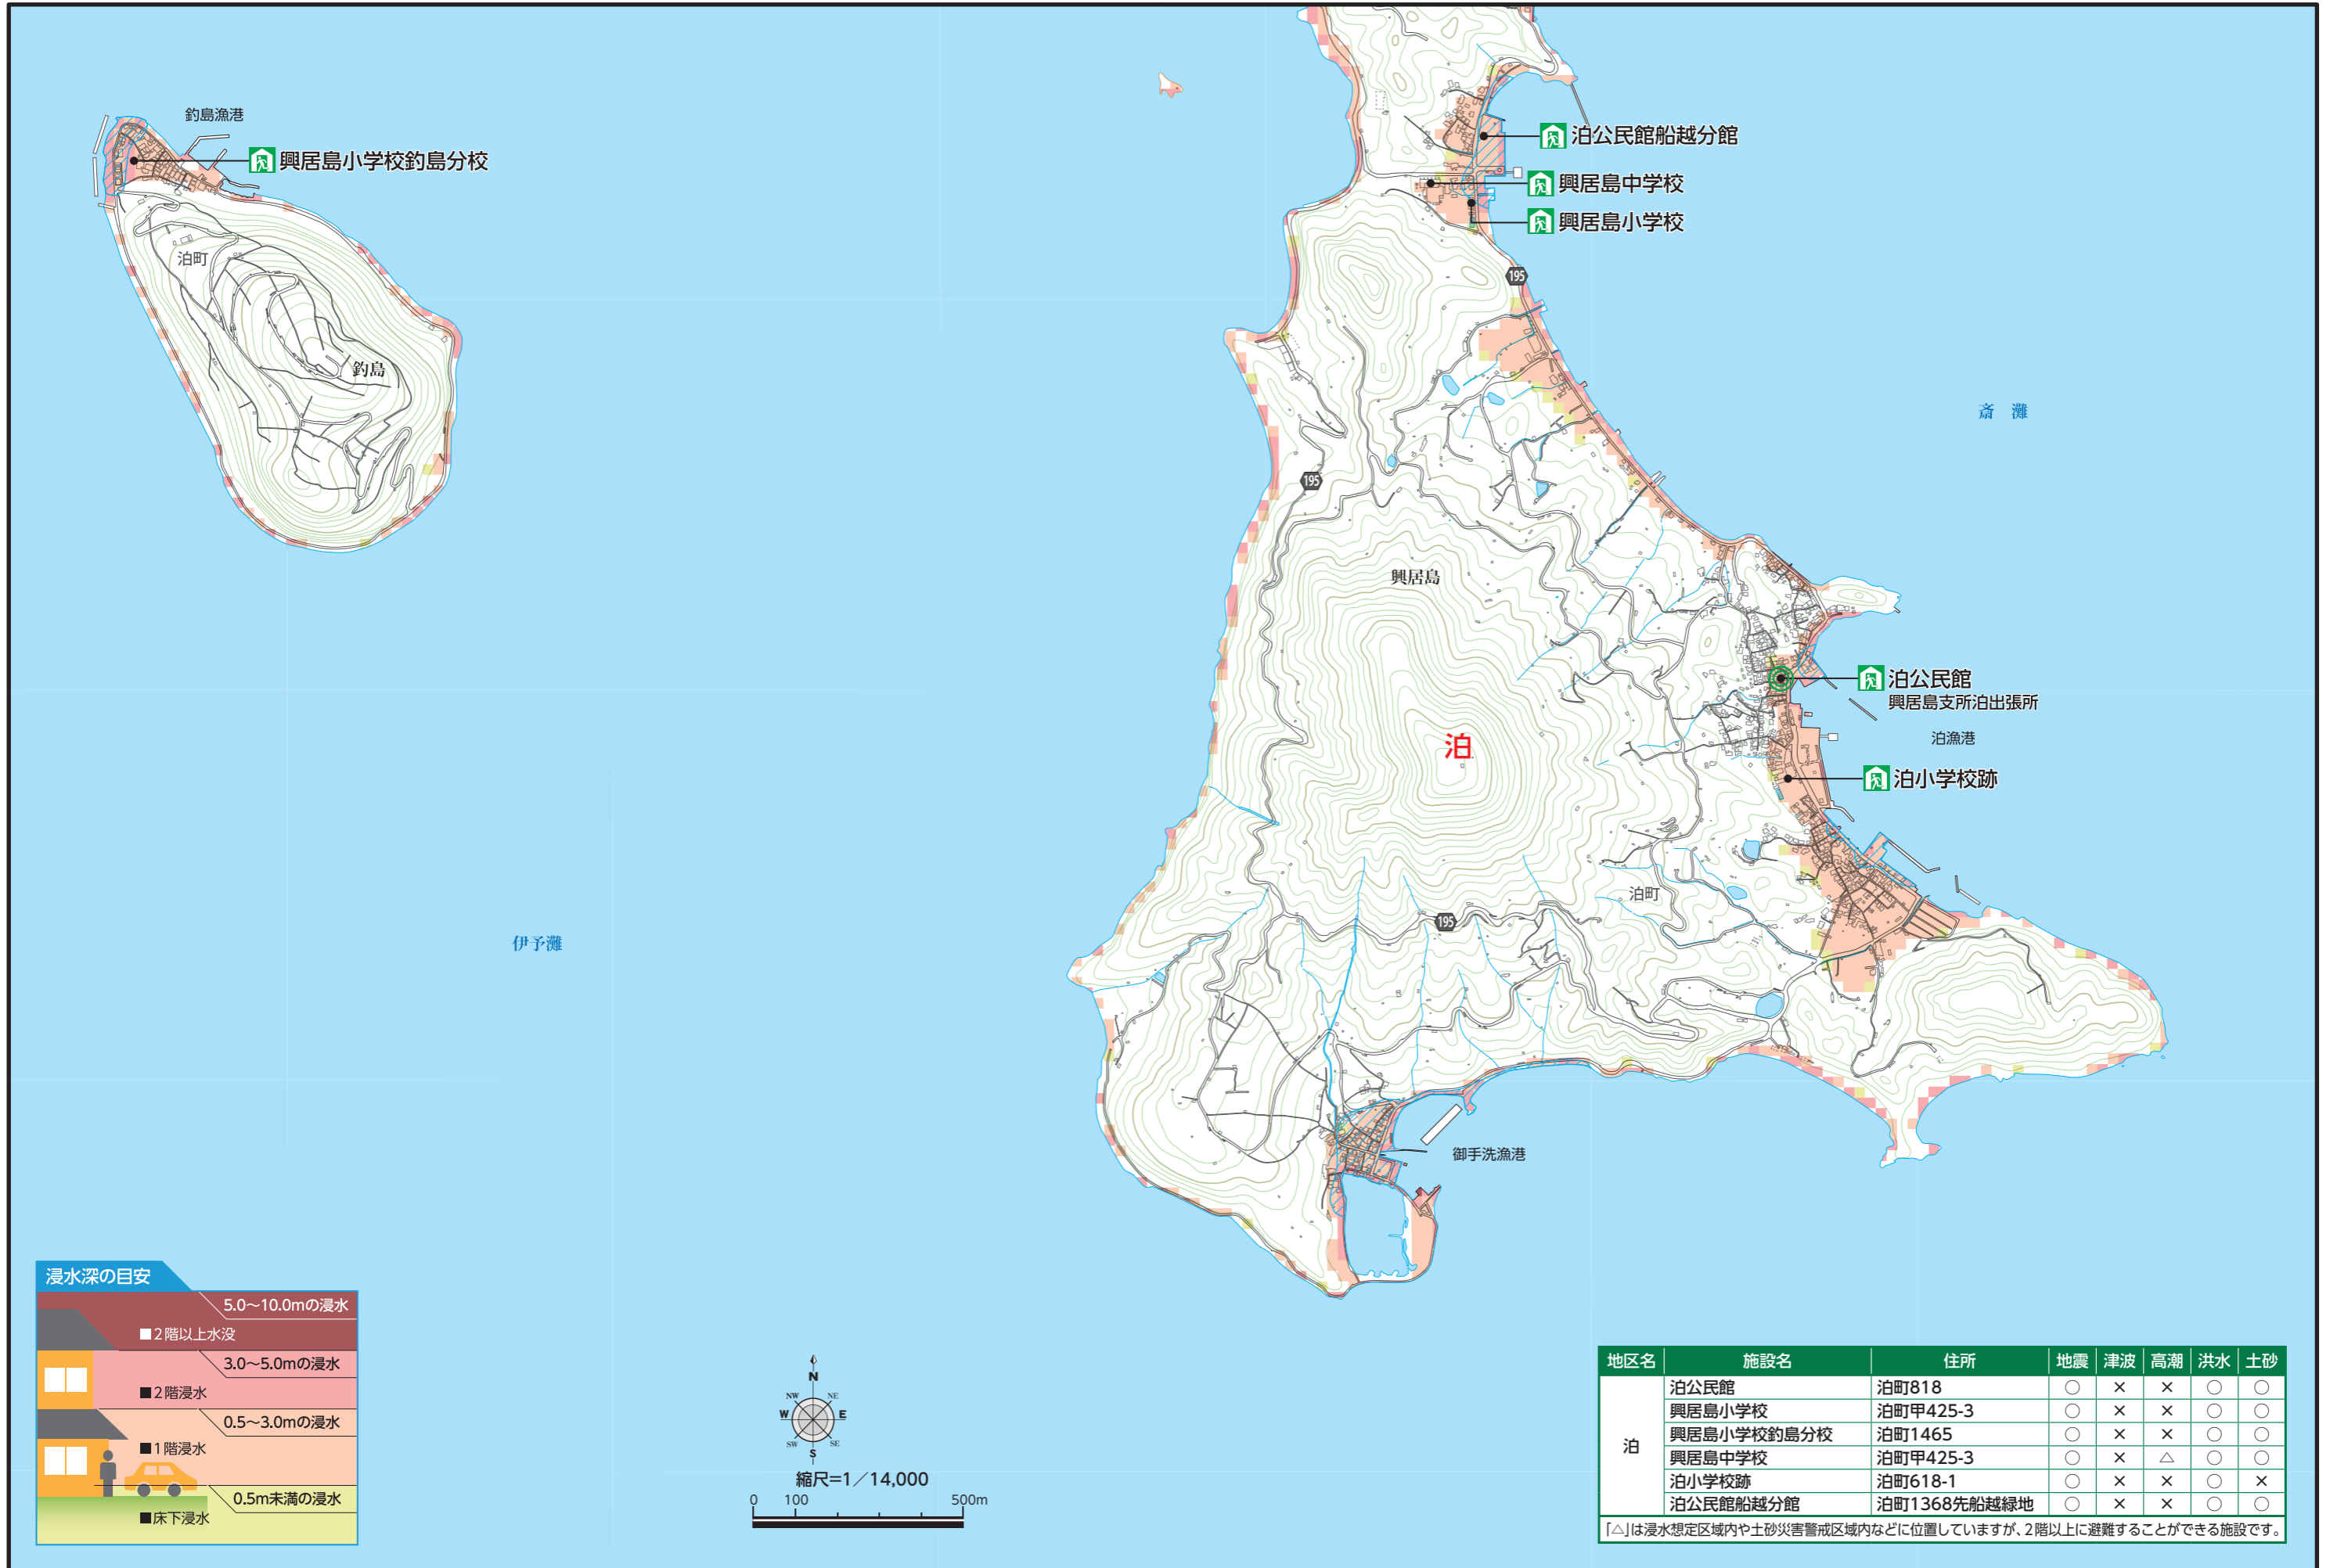 釣島漁港
興居島小学校釣島分校
泊町
釣島
泊公民館船越分館
興居島中学校
興居島小学校
195
斎灘
195
興居島
泊公民館
興居島支所泊出張所
泊漁港
泊
泊小学校跡
泊町
195
伊予灘
御手洗漁港
浸水深の目安
5.0～10.0mの浸水
■2階以上水没
3.0～5.0mの浸水
■2階浸水
0.5～3.0mの浸水
■1階浸水
0.5m未満の浸水
■床下浸水
N
NW NE
W E
SW SE
S
縮尺=1／14,000
0 100 500m
地区名 施設名 住所 地震 津波 高潮 洪水 土砂
泊
泊公民館 泊町818 ○ × × ○ ○
興居島小学校 泊町甲425-3 ○ × × ○ ○
興居島小学校釣島分校 泊町1465 ○ × × ○ ○
興居島中学校 泊町甲425-3 ○ × △ ○ ○
泊小学校跡 泊町618-1 ○ × × ○ ×
泊公民館船越分館 泊町1368先船越緑地 ○ × × ○ ○
「△」は浸水想定区域内や土砂災害警戒区域内などに位置していますが、2階以上に避難することができる施設です。